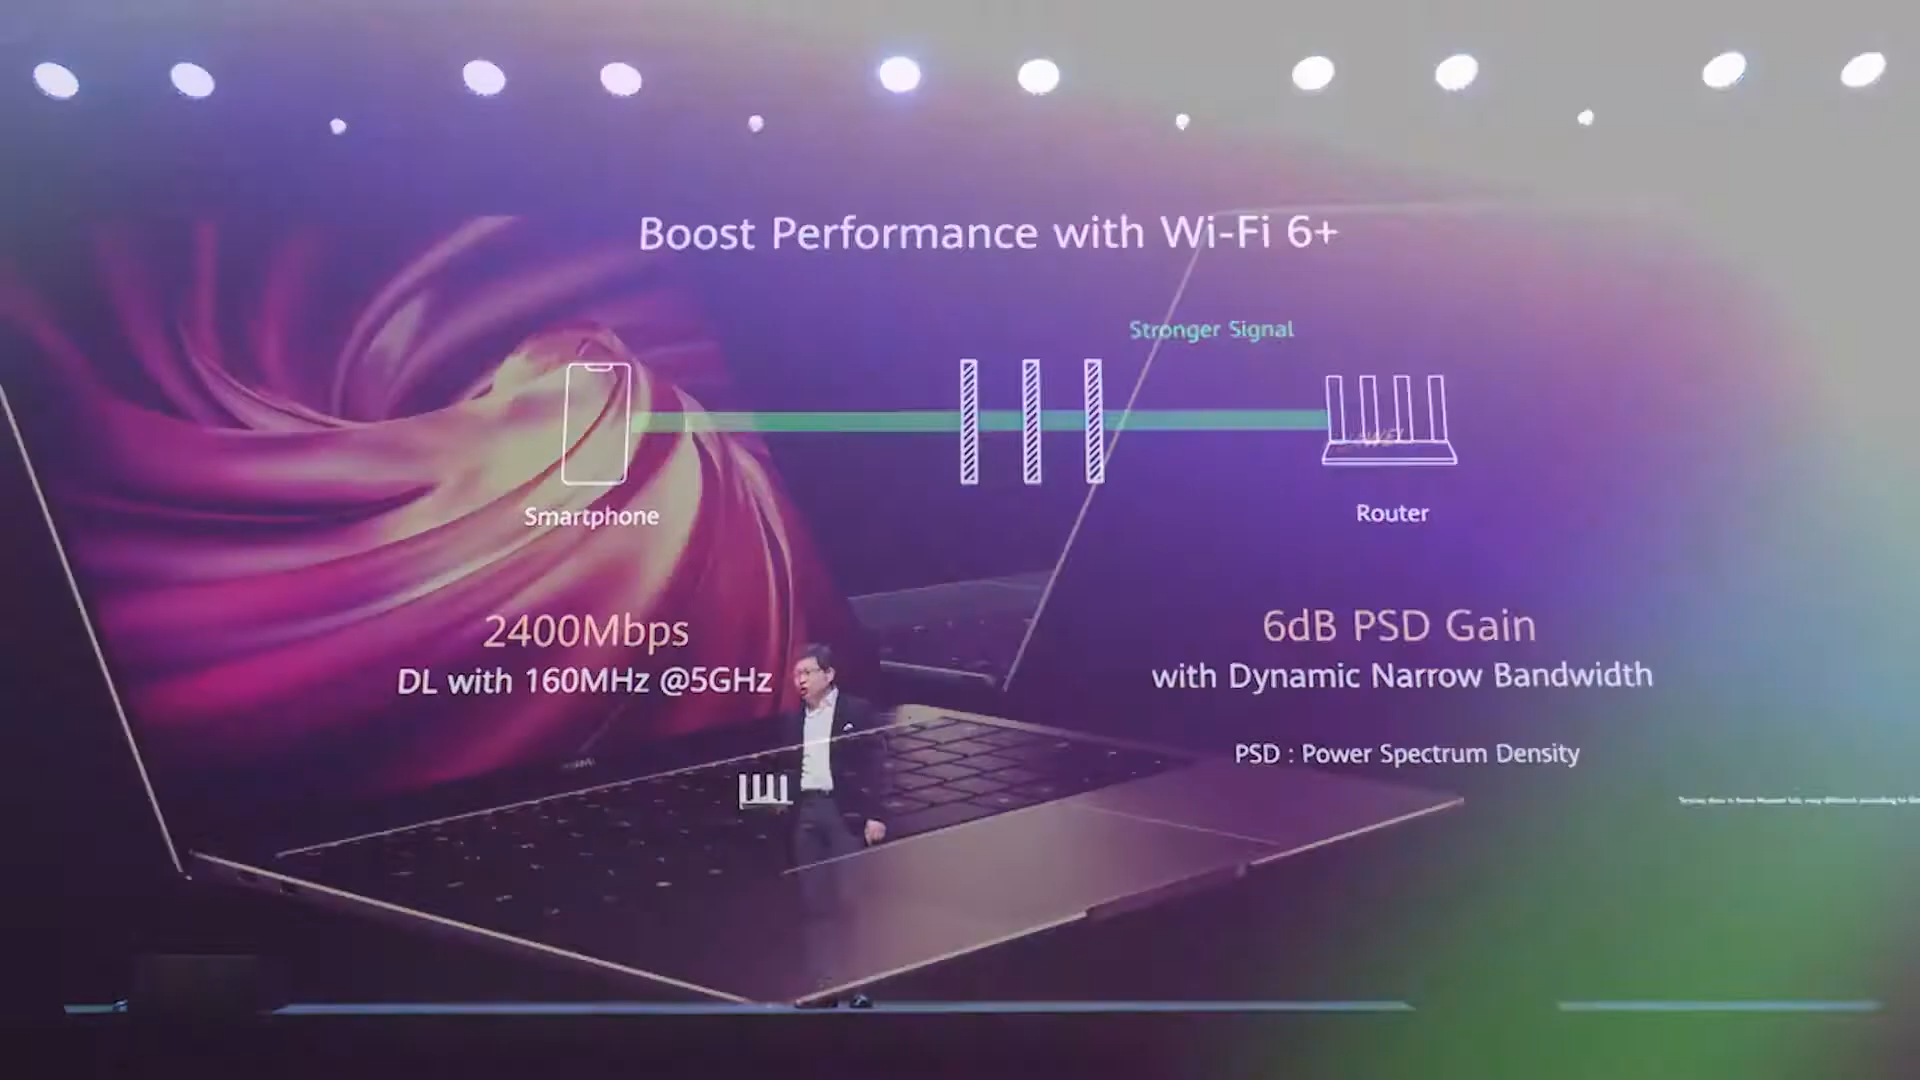 Boost Performance with Wi-Fi 6+
Stronger Signal
Smartphone
Router
2400Mbps
DL with 160MHz @5GHz
6dB PSD Gain
with Dynamic Narrow Bandwidth
PSD : Power Spectrum Density